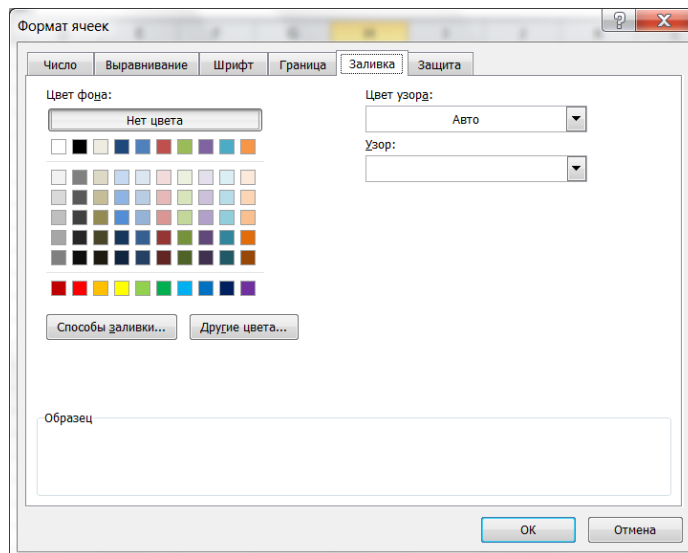 Формат ячеек
Число Выравнивание Шрифт Граница Заливка Защита
Цвет фона: Цвет узора:
Нет цвета Авто
Узор:
Способы заливки... Другие цвета...
Образец
ОК Отмена